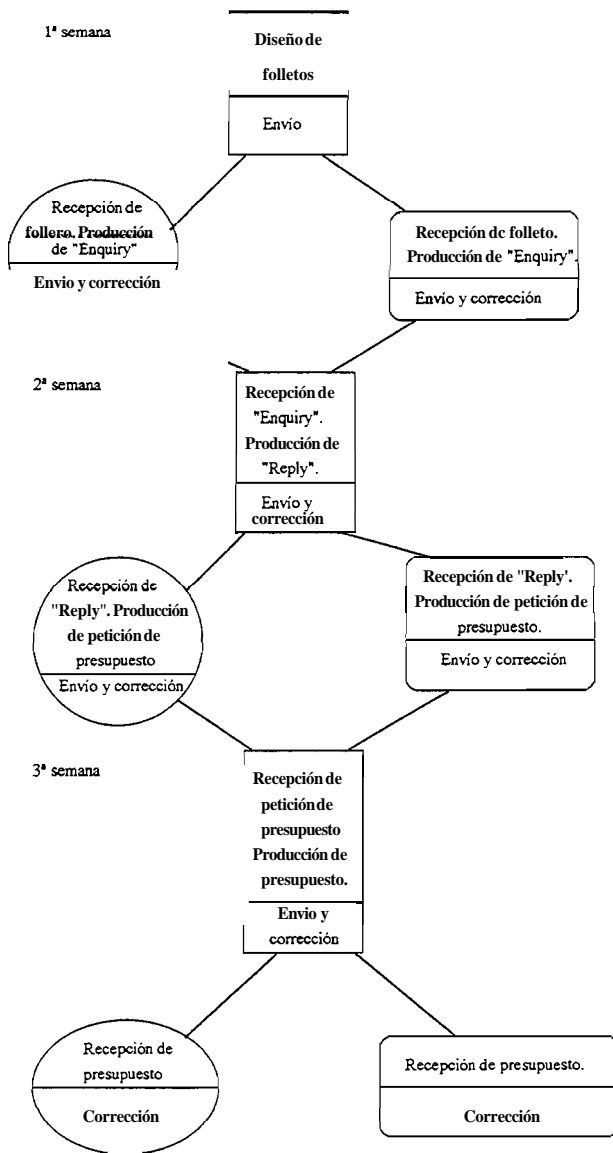 1ª semana
Diseño de
folletos
Envío
Recepción de
follero. Producción
de "Enquiry"
Envio y corrección
Recepción de folleto.
Producción de "Enquiry".
Envío y corrección
2ª semana
Recepción de
"Enquiry".
Producción de
"Reply".
Envío y
corrección
Recepción de
"Reply". Producción
de petición de
presupuesto
Envío y corrección
Recepción de "Reply'.
Producción de petición de
presupuesto.
Envío y corrección
3ª semana
Recepción de
petición de
presupuesto
Producción de
presupuesto.
Envio y
corrección
Recepción de
presupuesto
Corrección
Recepción de presupuesto.
Corrección